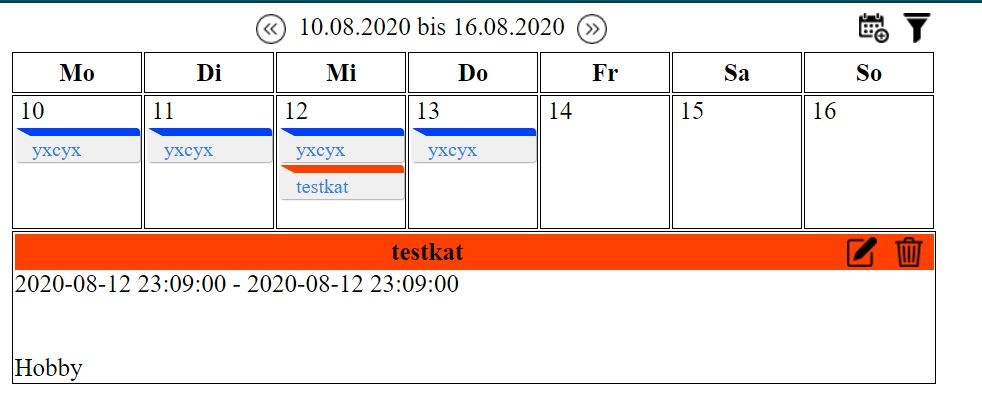 10.08.2020 bis 16.08.2020
Mo Di Mi Do Fr Sa So
10 11 12 13 14 15 16
yxcyx yxcyx yxcyx yxcyx
testkat
testkat
2020-08-12 23:09:00 - 2020-08-12 23:09:00
Hobby